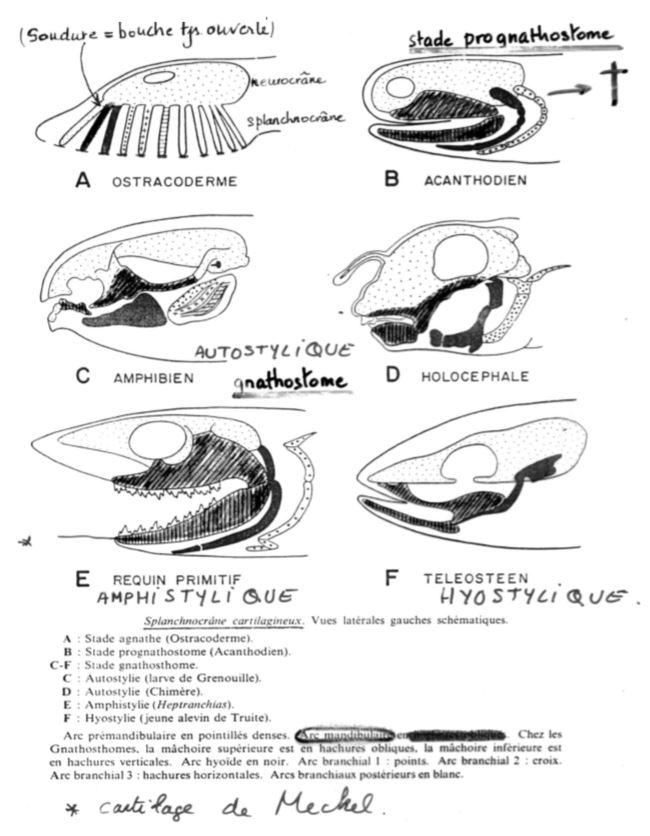 (Soudure = bouche tjs ouverte)
stade prognathostome
neurocrâne
splanchnocrâne
†
A OSTRACODERME
B ACANTHODIEN
AUTOSTYLIQUE
C AMPHIBIEN
gnathostome
D HOLOCEPHALE
*
E REQUIN PRIMITIF
AMPHISTYLIQUE
F TELEOSTEEN
HYOSTYLIQUE.
Splanchnocrâne cartilagineux. Vues latérales gauches schématiques.
A : Stade agnathe (Ostracoderme).
B : Stade prognathostome (Acanthodien).
C-F : Stade gnathosthome.
C : Autostylie (larve de Grenouille).
D : Autostylie (Chimère).
E : Amphistylie (Heptranchias).
F : Hyostylie (jeune alevin de Truite).
Arc prémandibulaire en pointillés denses. Arc mandibulaire en. Chez les
Gnathosthomes, la mâchoire supérieure est en hachures obliques, la mâchoire inférieure est
en hachures verticales. Arc hyoïde en noir. Arc branchial 1 : points. Arc branchial 2 : croix.
Arc branchial 3 : hachures horizontales. Arcs branchiaux postérieurs en blanc.
* cartilage de Meckel.